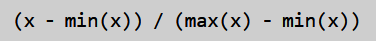 (x - min(x)) / (max(x) - min(x))